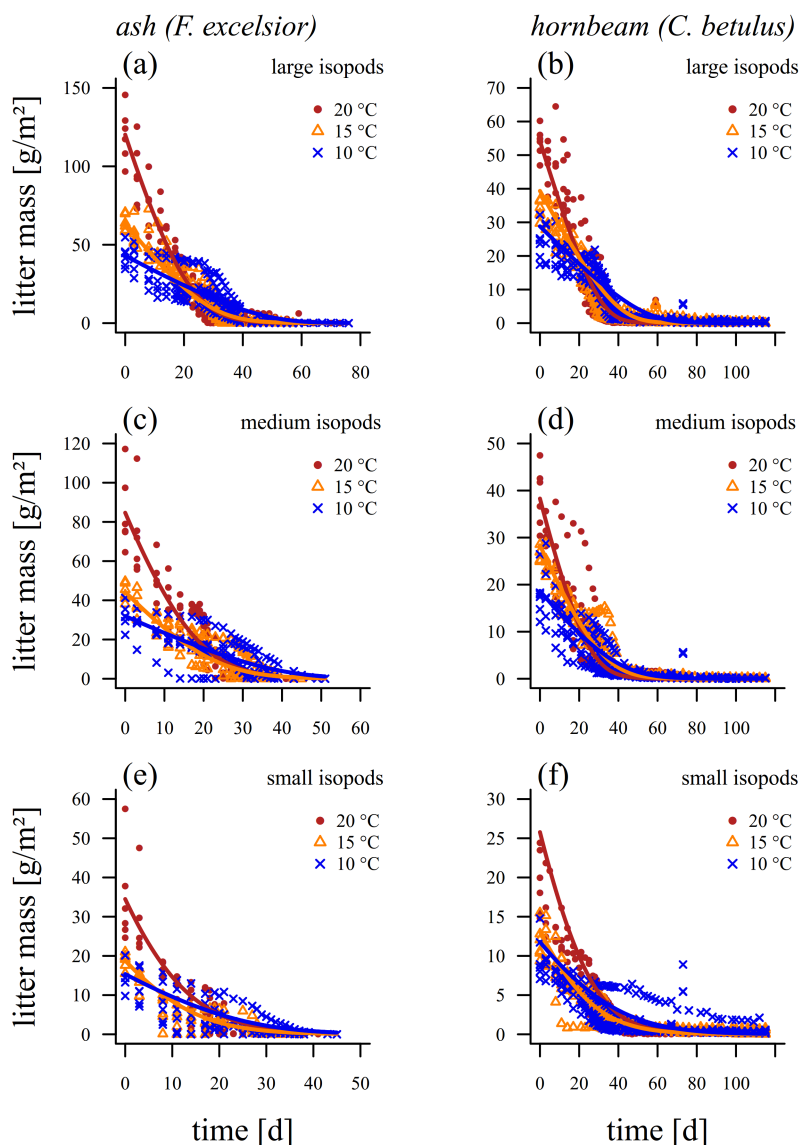 ash (F. excelsior)
hornbeam (C. betulus)
(a)
large isopods
20 °C
15 °C
10 °C
litter mass [g/m²]
150
100
50
0
0 20 40 60 80
(b)
large isopods
20 °C
15 °C
10 °C
70
60
50
40
30
20
10
0
0 20 40 60 80 100
(c)
medium isopods
20 °C
15 °C
10 °C
litter mass [g/m²]
120
100
80
60
40
20
0
0 10 20 30 40 50 60
(d)
medium isopods
20 °C
15 °C
10 °C
50
40
30
20
10
0
0 20 40 60 80 100
(e)
small isopods
20 °C
15 °C
10 °C
litter mass [g/m²]
60
50
40
30
20
10
0
0 10 20 30 40 50
time [d]
(f)
small isopods
20 °C
15 °C
10 °C
30
25
20
15
10
5
0
0 20 40 60 80 100
time [d]